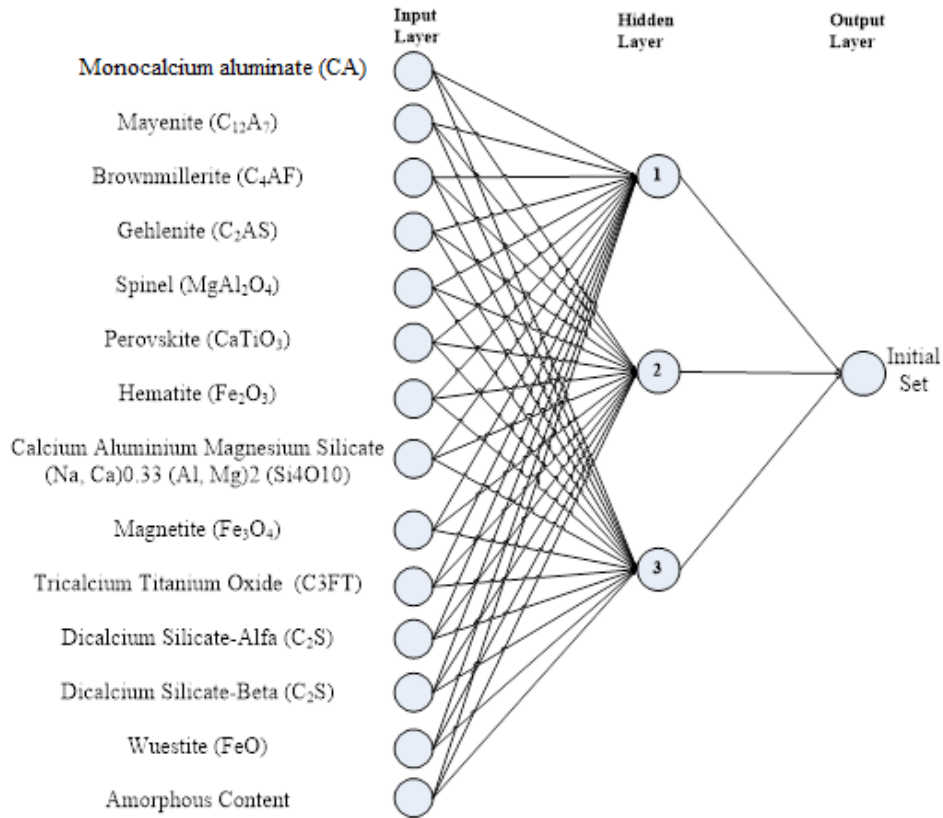 Input
Layer
Hidden
Layer
Output
Layer
Monocalcium aluminate (CA)
Mayenite (C₁₂A₇)
Brownmillerite (C₄AF)
Gehlenite (C₂AS)
Spinel (MgAl₂O₄)
Perovskite (CaTiO₃)
Hematite (Fe₂O₃)
Calcium Aluminium Magnesium Silicate
(Na, Ca)0.33 (Al, Mg)2 (Si4O10)
Magnetite (Fe₃O₄)
Tricalcium Titanium Oxide (C3FT)
Dicalcium Silicate-Alfa (C₂S)
Dicalcium Silicate-Beta (C₂S)
Wuestite (FeO)
Amorphous Content
1
2
3
Initial
Set